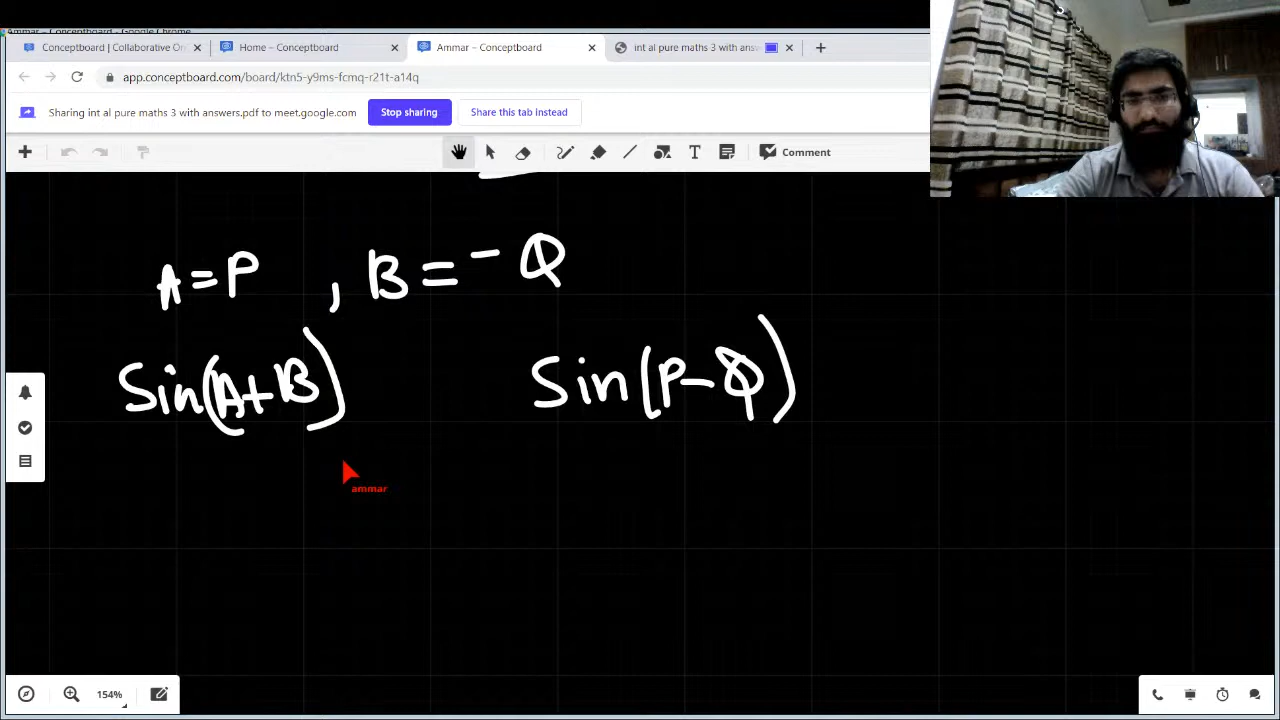 Ammar – Conceptboard - Google Chrome
Conceptboard | Collaborative On
Home – Conceptboard
Ammar – Conceptboard
int al pure maths 3 with answ
app.conceptboard.com/board/ktn5-y9ms-fcmq-r21t-a14q
Sharing int al pure maths 3 with answers.pdf to meet.google.com
Stop sharing
Share this tab instead
T
Comment
A = P , B = - Q
Sin(A+B) Sin(P-Q)
ammar
154%